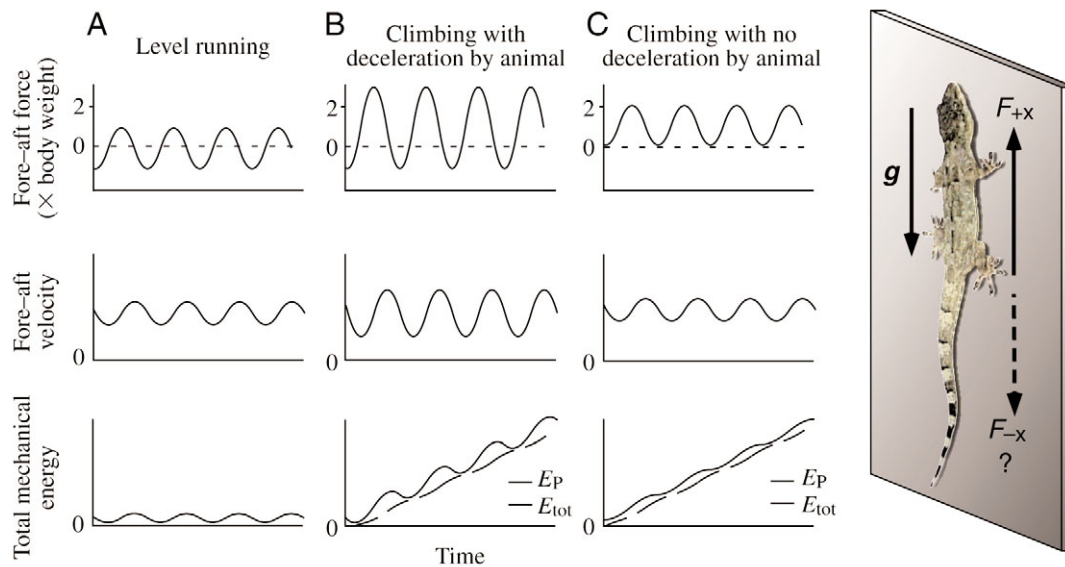 A
Level running
B
Climbing with
deceleration by animal
C
Climbing with no
deceleration by animal
Fore–aft force
(× body weight)
2
0
2
0
2
0
Fore–aft
velocity
0
0
0
Total mechanical
energy
0
0
EP
Etot
0
EP
Etot
Time
g
F+x
F–x
?